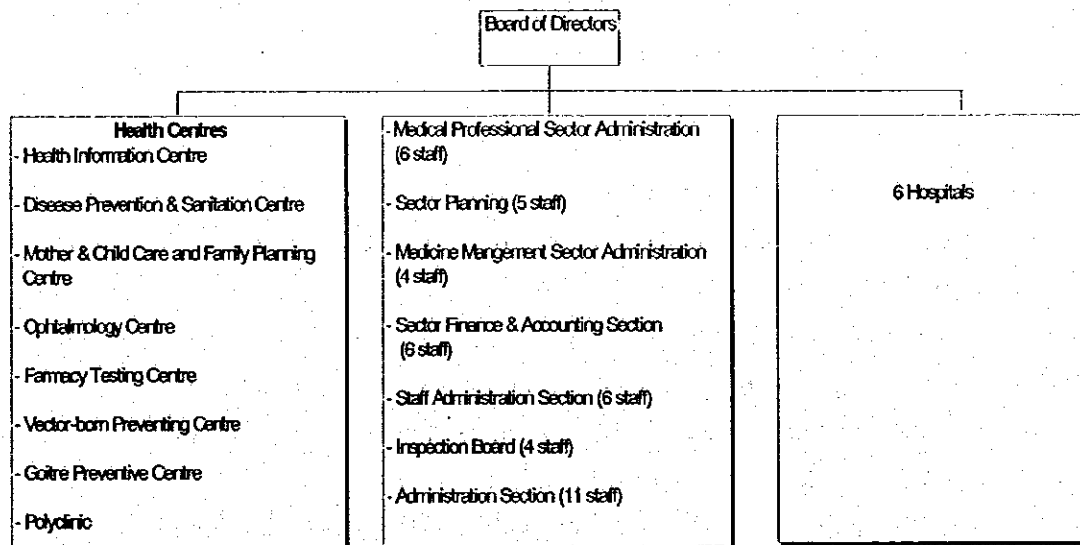 Board of Directors
Health Centres
- Health Information Centre
- Disease Prevention & Sanitation Centre
- Mother & Child Care and Family Planning
Centre
- Ophtalmology Centre
- Farmacy Testing Centre
- Vector-born Preventing Centre
- Goitre Preventive Centre
- Polyclinic
- Medical Professional Sector Administration
(6 staff)
- Sector Planning (5 staff)
- Medicine Mangement Sector Administration
(4 staff)
- Sector Finance & Accounting Section
(6 staff)
- Staff Administration Section (6 staff)
- Inspection Board (4 staff)
- Administration Section (11 staff)
6 Hospitals